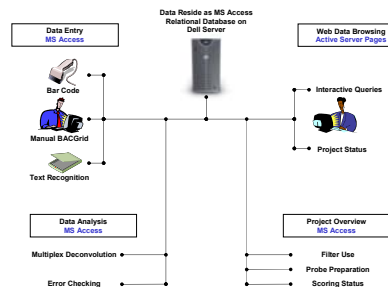 Data Reside as MS Access
Relational Database on
Dell Server
Data Entry
MS Access
Web Data Browsing
Active Server Pages
Bar Code
Manual BACGrid
Text Recognition
Interactive Queries
Project Status
Data Analysis
MS Access
Project Overview
MS Access
Multiplex Deconvolution
Error Checking
Filter Use
Probe Preparation
Scoring Status